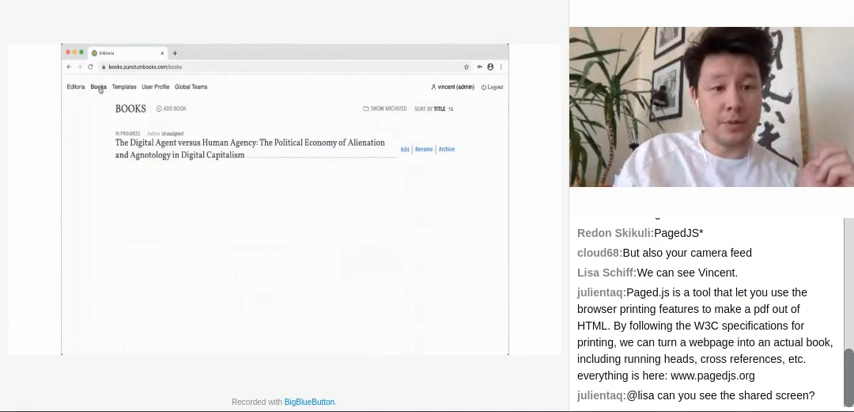 Editoria
books.punctumbooks.com/books
Editoria Books Templates User Profile Global Teams vincent (admin) Logout
BOOKS ADD BOOK SHOW ARCHIVED SORT BY TITLE
IN PROGRESS Author Unassigned
The Digital Agent versus Human Agency: The Political Economy of Alienation
and Agnotology in Digital Capitalism
Edit Rename Archive
Recorded with BigBlueButton.
Redon Skikuli:PagedJS*
cloud68:But also your camera feed
Lisa Schiff:We can see Vincent.
julientaq:Paged.js is a tool that let you use the
browser printing features to make a pdf out of
HTML. By following the W3C specifications for
printing, we can turn a webpage into an actual book,
including running heads, cross references, etc.
everything is here: www.pagedjs.org
julientaq:@lisa can you see the shared screen?